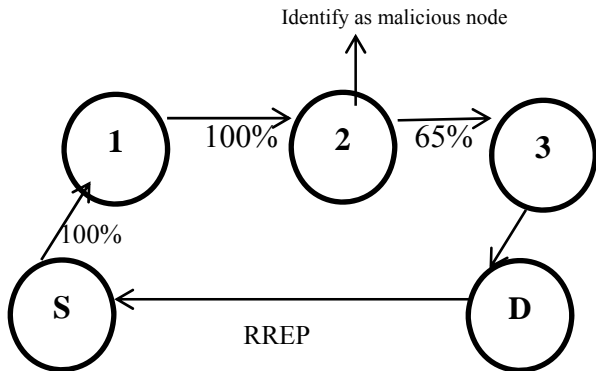 Identify as malicious node
1
100%
2
65%
3
100%
S
RREP
D